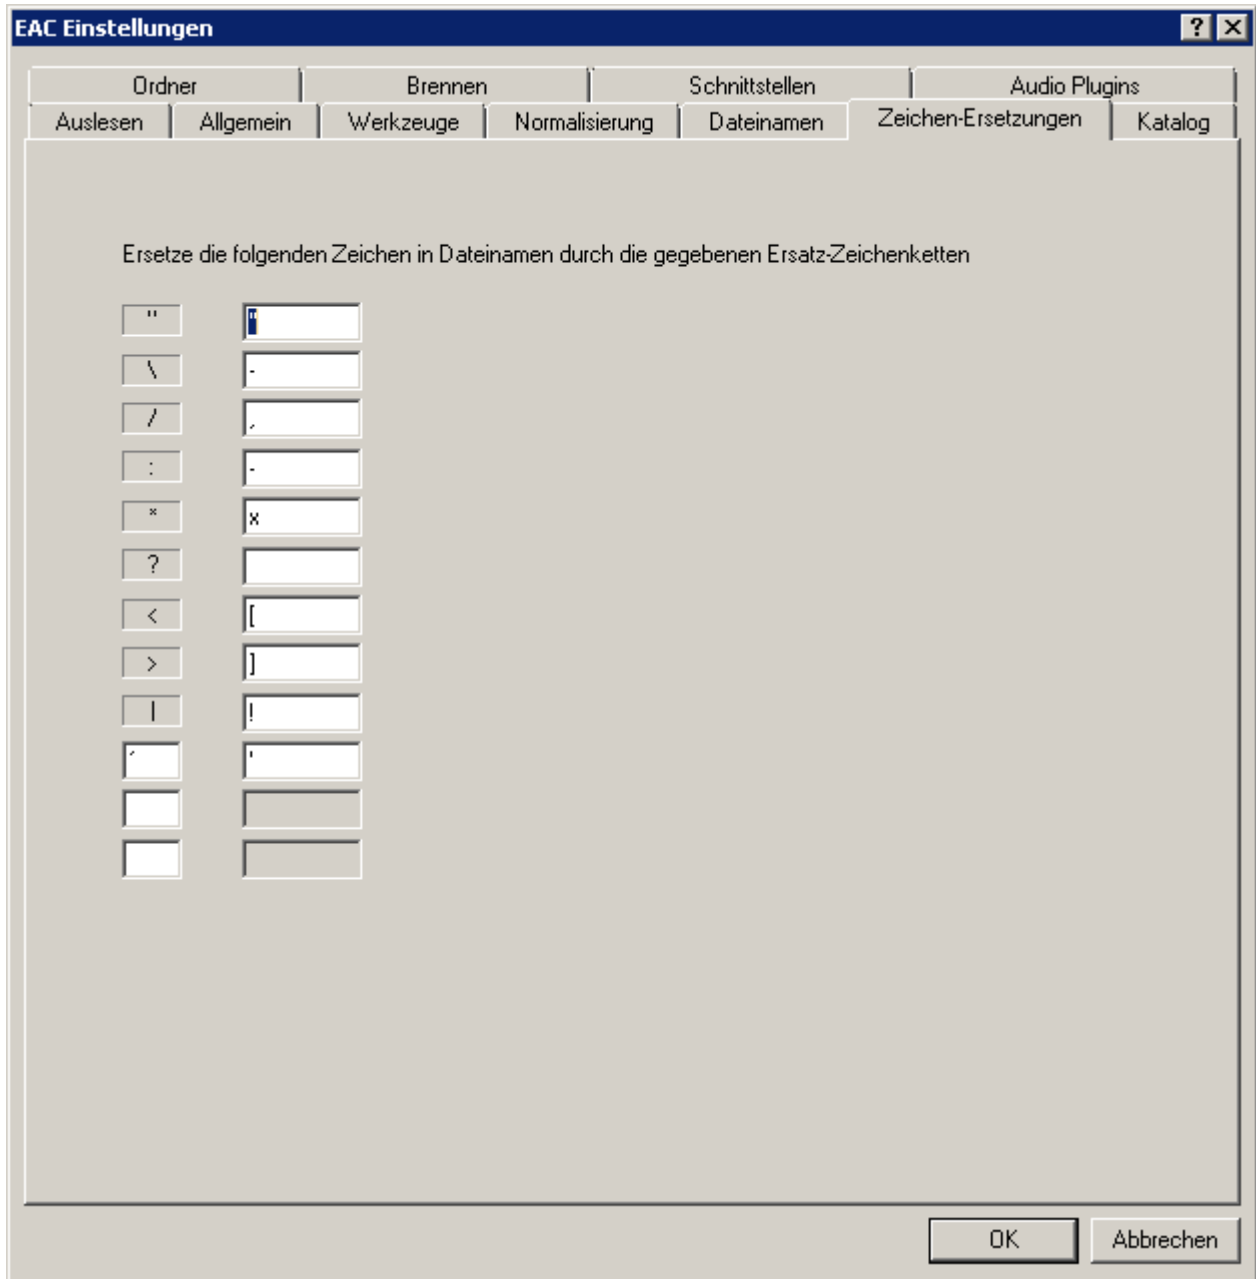 EAC Einstellungen
Ordner Brennen Schnittstellen Audio Plugins
Auslesen Allgemein Werkzeuge Normalisierung Dateinamen Zeichen-Ersetzungen Katalog
Ersetze die folgenden Zeichen in Dateinamen durch die gegebenen Ersatz-Zeichenketten
" "
\ -
/ ,
: -
* x
?
< [
> ]
| !
´ '
OK Abbrechen